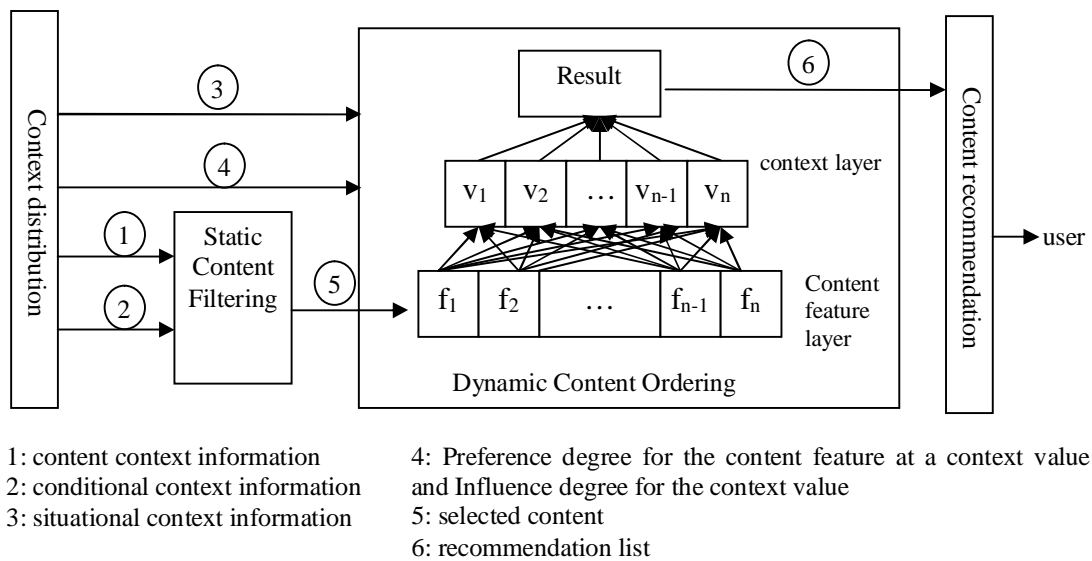 Context distribution
3
4
1
2
Static
Content
Filtering
5
Result
6
context layer
v1 v2 … vn-1 vn
f1 f2 … fn-1 fn
Content
feature
layer
Dynamic Content Ordering
Content recommendation
user
1: content context information
2: conditional context information
3: situational context information
4: Preference degree for the content feature at a context value
and Influence degree for the context value
5: selected content
6: recommendation list